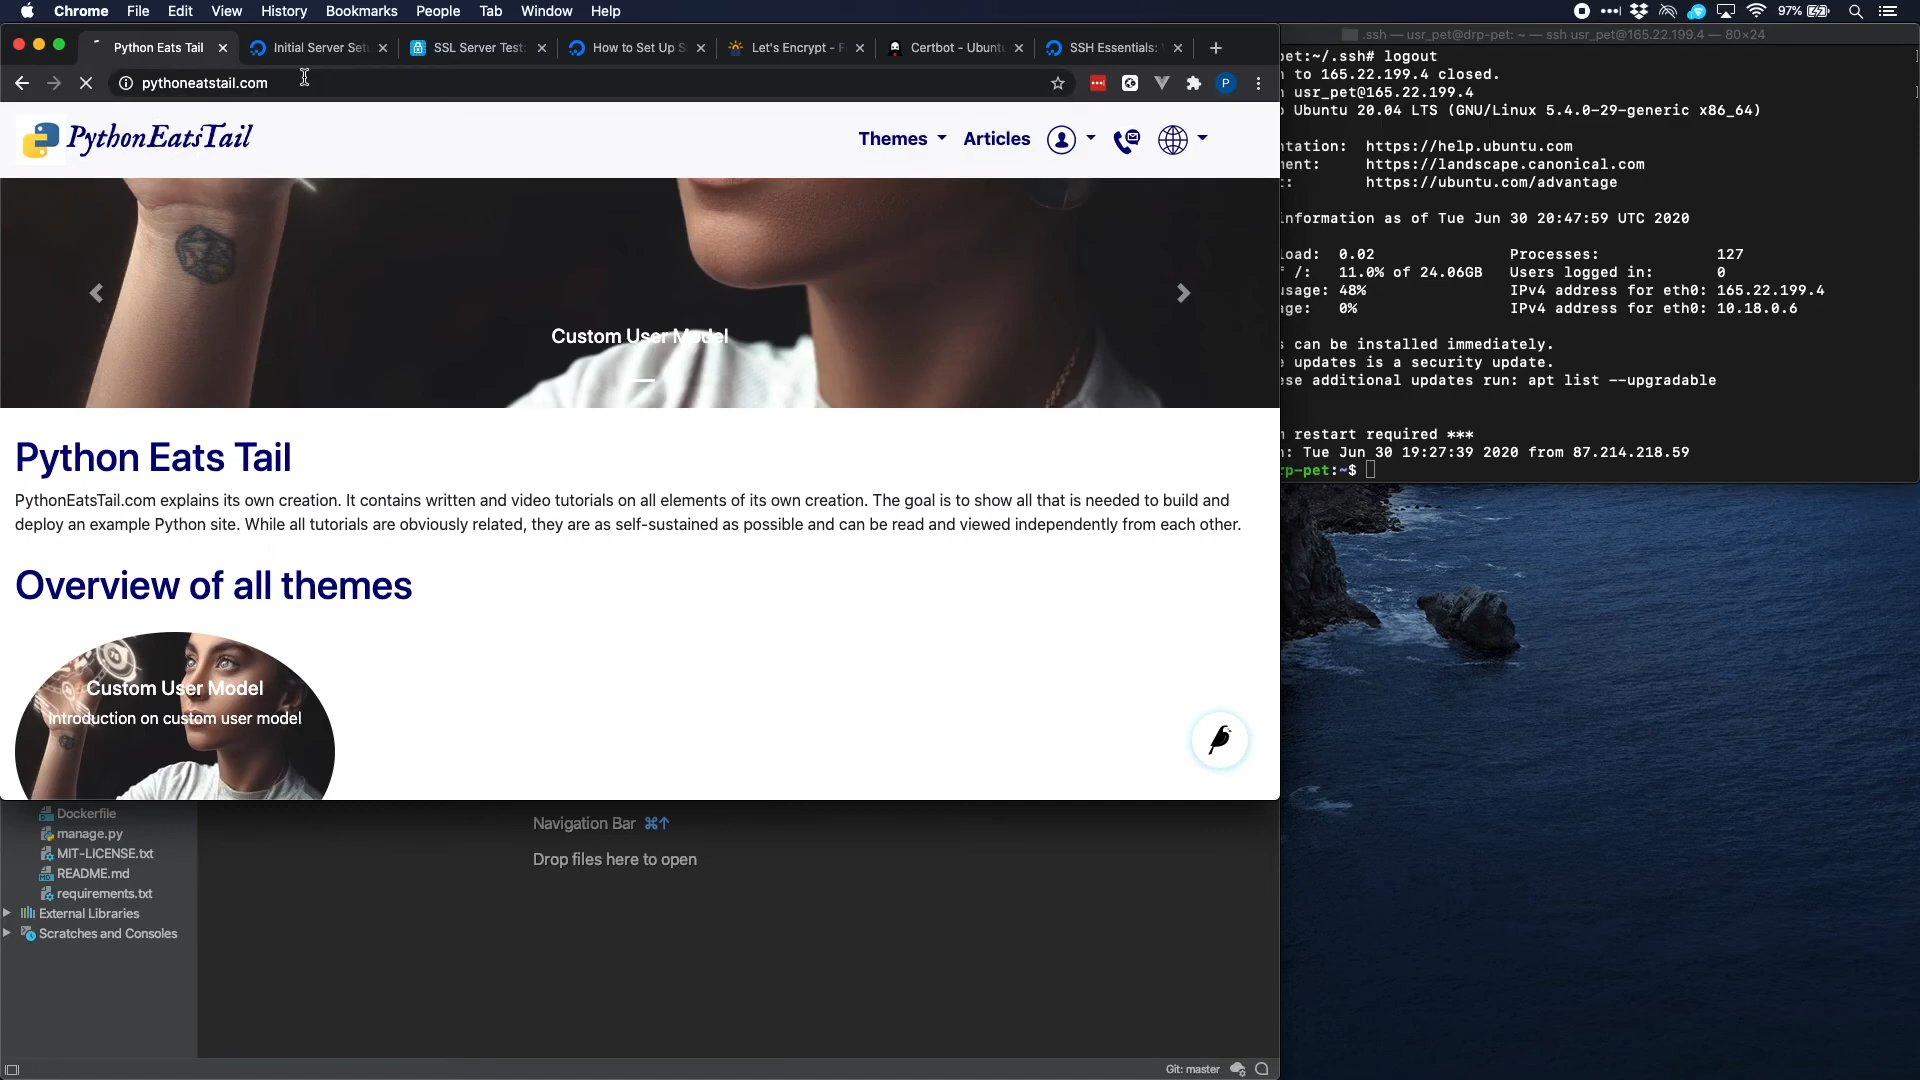 Chrome File Edit View History Bookmarks People Tab Window Help
97%
Python Eats Tail
Initial Server Set
SSL Server Test:
How to Set Up S
Let's Encrypt - F
Certbot - Ubunt
SSH Essentials:
pythoneatstail.com
P
PythonEatsTail
Themes
Articles
Custom User Model
Python Eats Tail
PythonEatsTail.com explains its own creation. It contains written and video tutorials on all elements of its own creation. The goal is to show all that is needed to build and
deploy an example Python site. While all tutorials are obviously related, they are as self-sustained as possible and can be read and viewed independently from each other.
Overview of all themes
Custom User Model
Introduction on custom user model
.ssh — usr_pet@drp-pet: ~ — ssh usr_pet@165.22.199.4 — 80×24
et:~/.ssh# logout
to 165.22.199.4 closed.
usr_pet@165.22.199.4
Ubuntu 20.04 LTS (GNU/Linux 5.4.0-29-generic x86_64)
ntation: https://help.ubuntu.com
ment: https://landscape.canonical.com
: https://ubuntu.com/advantage
information as of Tue Jun 30 20:47:59 UTC 2020
load: 0.02 Processes: 127
/: 11.0% of 24.06GB Users logged in: 0
usage: 48% IPv4 address for eth0: 165.22.199.4
ge: 0% IPv4 address for eth0: 10.18.0.6
s can be installed immediately.
updates is a security update.
ese additional updates run: apt list --upgradable
restart required ***
: Tue Jun 30 19:27:39 2020 from 87.214.218.59
rp-pet:~$
Dockerfile
manage.py
MIT-LICENSE.txt
README.md
requirements.txt
External Libraries
Scratches and Consoles
Navigation Bar ⌘↑
Drop files here to open
Git: master